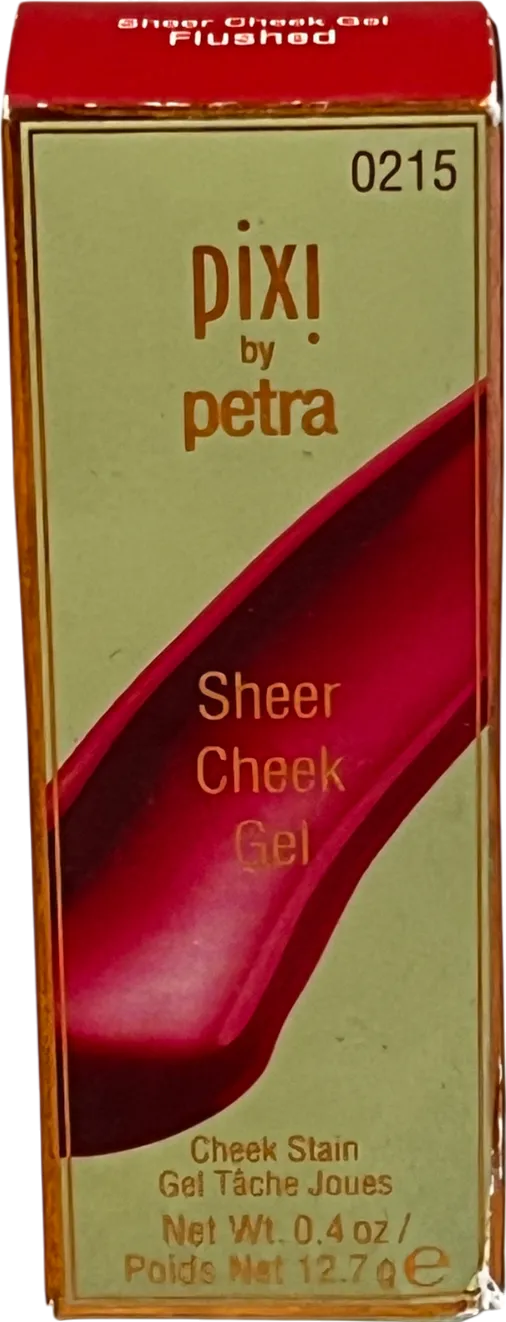 Sheer Cheek Gel
Flushed
0215
pixi
by
petra
Sheer
Cheek
Gel
Cheek Stain
Gel Tâche Joues
Net Wt. 0.4 oz /
Poids Net 12.7 g ℮